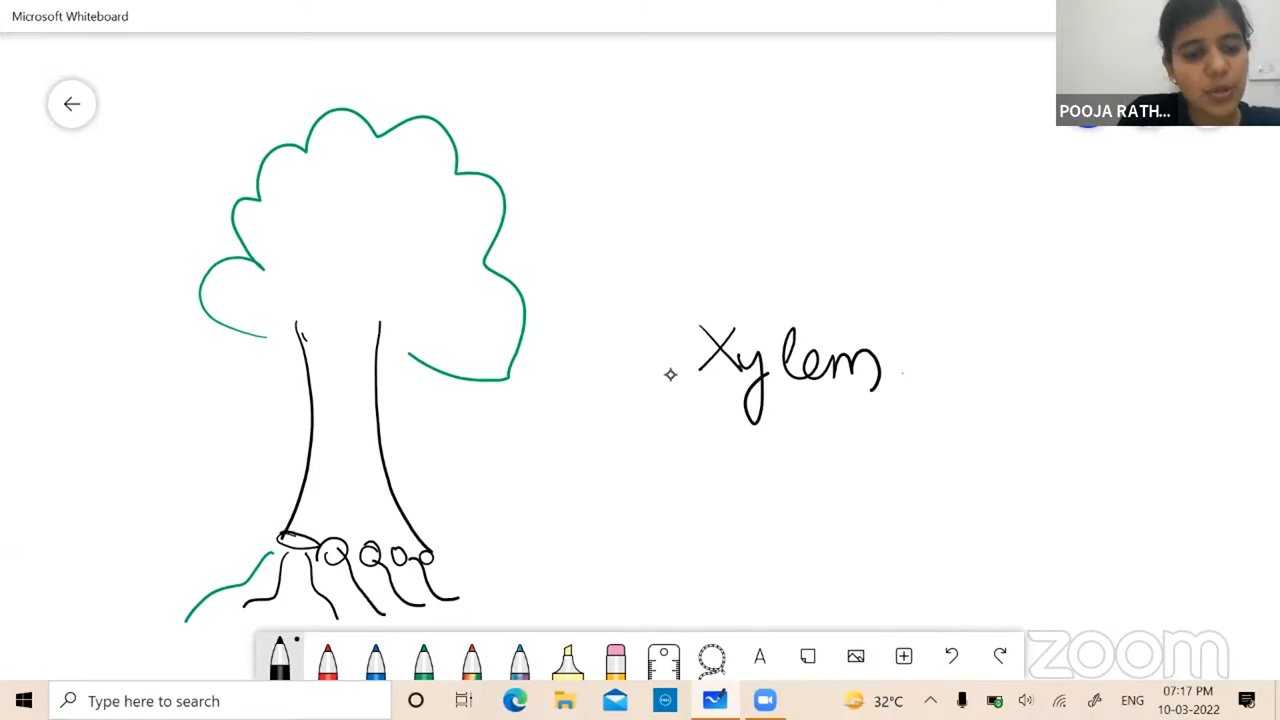 Microsoft Whiteboard
POOJA RATH...
Xylem
A
zoom
Type here to search
32°C
ENG
07:17 PM
10-03-2022